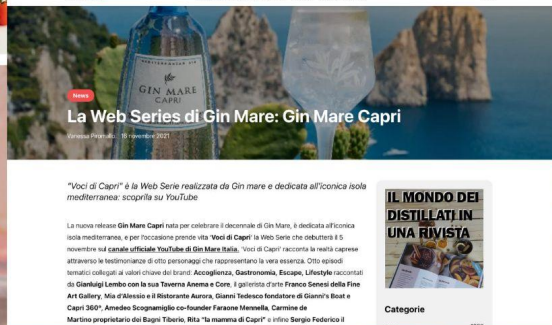 MEDITERRANEAN GIN
GIN MARE
CAPRI
News
La Web Series di Gin Mare: Gin Mare Capri
Vanessa Piromallo 16 novembre 2021
"Voci di Capri" è la Web Serie realizzata da Gin mare e dedicata all'iconica isola
mediterranea: scoprila su YouTube
La nuova release Gin Mare Capri nata per celebrare il decennale di Gin Mare, è dedicata all'iconica
isola mediterranea, e per l'occasione prende vita 'Voci di Capri' la Web Serie che debutterà il 5
novembre sul canale ufficiale YouTube di Gin Mare Italia. 'Voci di Capri' racconta la realtà caprese
attraverso le testimonianze di otto personaggi che rappresentano la vera essenza. Otto episodi
tematici collegati ai valori chiave del brand: Accoglienza, Gastronomia, Escape, Lifestyle raccontati
da Gianluigi Lembo con la sua Taverna Anema e Core, il gallerista d'arte Franco Senesi della Fine
Art Gallery, Mia d'Alessio e il Ristorante Aurora, Gianni Tedesco fondatore di Gianni's Boat e
Capri 360°, Amedeo Scognamiglio co-founder Faraone Mennella, Carmine de
Martino proprietario dei Bagni Tiberio, Rita "la mamma di Capri" e infine Sergio Federico il
IL MONDO DEI
DISTILLATI IN
UNA RIVISTA
Categorie